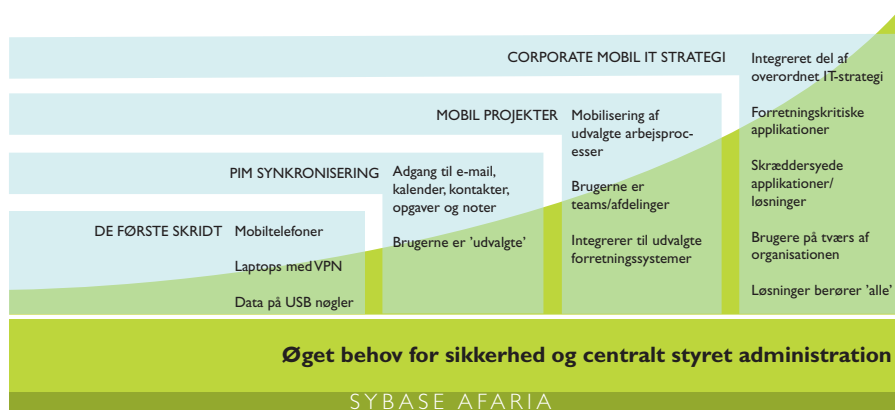 CORPORATE MOBIL IT STRATEGI
Integreret del af
overordnet IT-strategi
Forretningskritiske
applikationer
Skræddersyede
applikationer/
løsninger
Brugere på tværs af
organisationen
Løsninger berører 'alle'
MOBIL PROJEKTER
Mobilisering af
udvalgte arbejsproc-
esser
Brugerne er
teams/afdelinger
Integrerer til udvalgte
forretningssystemer
PIM SYNKRONISERING
Adgang til e-mail,
kalender, kontakter,
opgaver og noter
Brugerne er 'udvalgte'
DE FØRSTE SKRIDT
Mobiltelefoner
Laptops med VPN
Data på USB nøgler
Øget behov for sikkerhed og centralt styret administration
SYBASE AFARIA